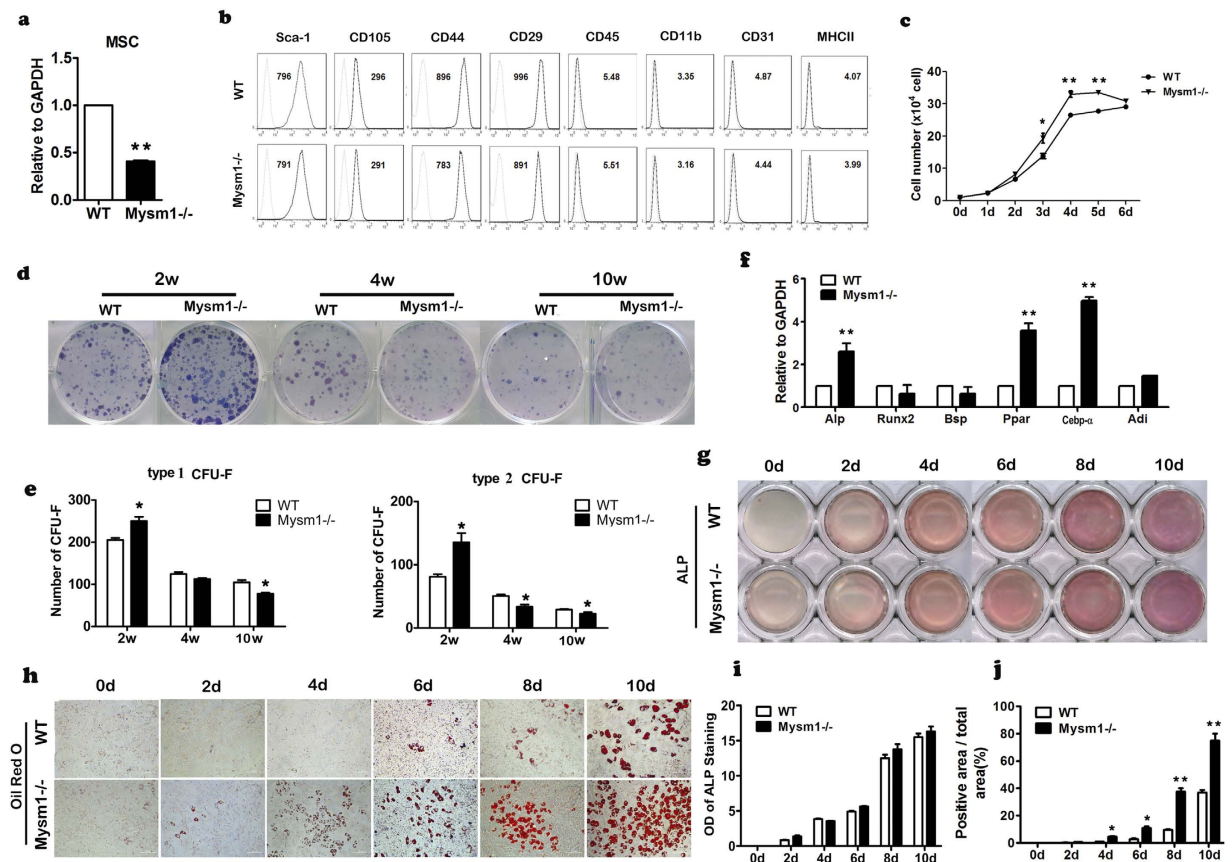 a
MSC
Relative to GAPDH
1.5
1.0
0.5
0.0
**
WT
Mysm1-/-
b
Sca-1 CD105 CD44 CD29 CD45 CD11b CD31 MHCII
WT
796 296 896 996 5.48 3.35 4.87 4.07
Mysm1-/-
791 291 783 891 5.51 3.16 4.44 3.99
c
WT
Mysm1-/-
Cell number (x10⁴ cell)
40
30
20
10
0
* ** **
0d 1d 2d 3d 4d 5d 6d
d
2w 4w 10w
WT Mysm1-/- WT Mysm1-/- WT Mysm1-/-
e
type 1 CFU-F
WT
Mysm1-/-
Number of CFU-F
300
200
100
0
* *
2w 4w 10w
type 2 CFU-F
WT
Mysm1-/-
Number of CFU-F
200
150
100
50
0
* * *
2w 4w 10w
f
WT
Mysm1-/-
Relative to GAPDH
6
4
2
0
** ** **
Alp Runx2 Bsp Ppar Cebp-α Adi
g
0d 2d 4d 6d 8d 10d
ALP
WT
Mysm1-/-
h
0d 2d 4d 6d 8d 10d
Oil Red O
WT
Mysm1-/-
i
WT
Mysm1-/-
OD of ALP Staining
20
15
10
5
0
0d 2d 4d 6d 8d 10d
j
WT
Mysm1-/-
Positive area / total
area(%)
100
80
60
40
20
0
* * ** **
0d 2d 4d 6d 8d 10d